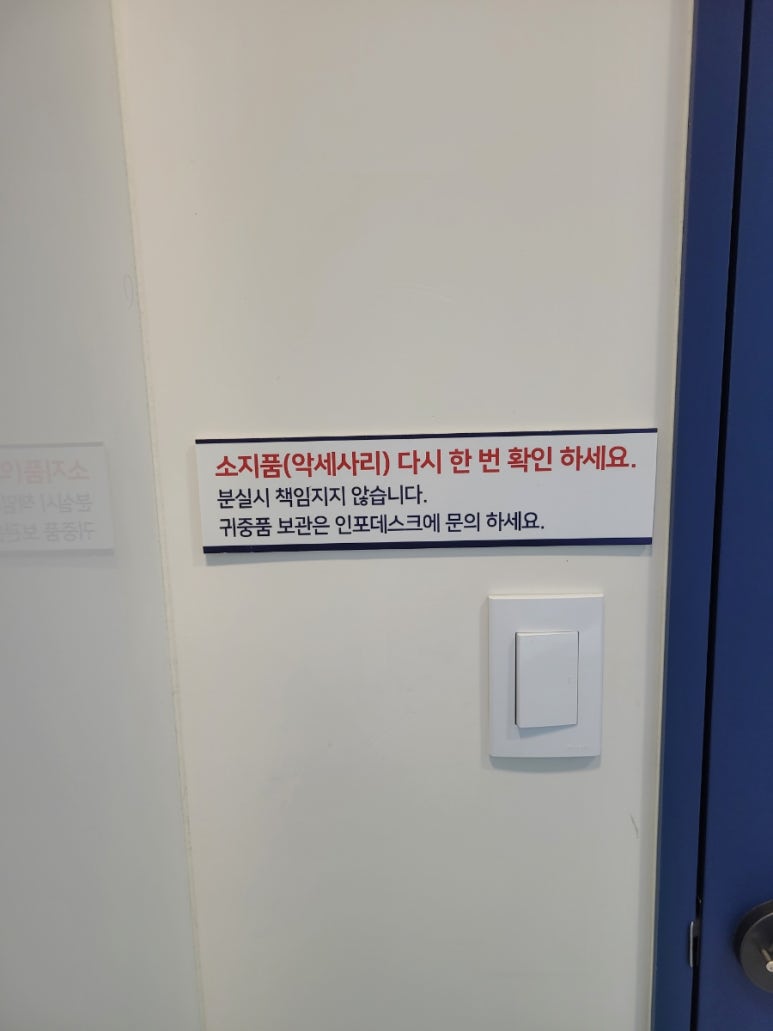 소지품(악세사리) 다시 한 번 확인 하세요.
분실시 책임지지 않습니다.
귀중품 보관은 인포데스크에 문의 하세요.